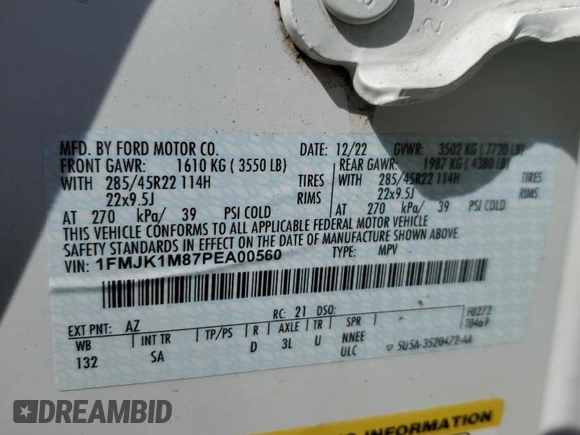 MFD. BY FORD MOTOR CO. DATE: 12/22 GVWR: 3502 KG ( 7720 LB)
FRONT GAWR: 1610 KG ( 3550 LB) REAR GAWR: 1987 KG ( 4380 LB)
WITH 285/45R22 114H TIRES WITH 285/45R22 114H TIRES
22x9.5J RIMS 22x9.5J RIMS
AT 270 kPa/ 39 PSI COLD AT 270 kPa/ 39 PSI COLD
THIS VEHICLE CONFORMS TO ALL APPLICABLE FEDERAL MOTOR VEHICLE
SAFETY STANDARDS IN EFFECT ON THE DATE OF MANUFACTURE SHOWN ABOVE.
VIN: 1FMJK1M87PEA00560 TYPE: MPV
F0272
T0469
RC: 21 DSO:
EXT PNT: AZ
WB INT TR TP/PS R AXLE TR SPR
132 SA D 3L U NNEE
ULC ▽ 5U5A-3520472-AA
INFORMATION
DREAMBID